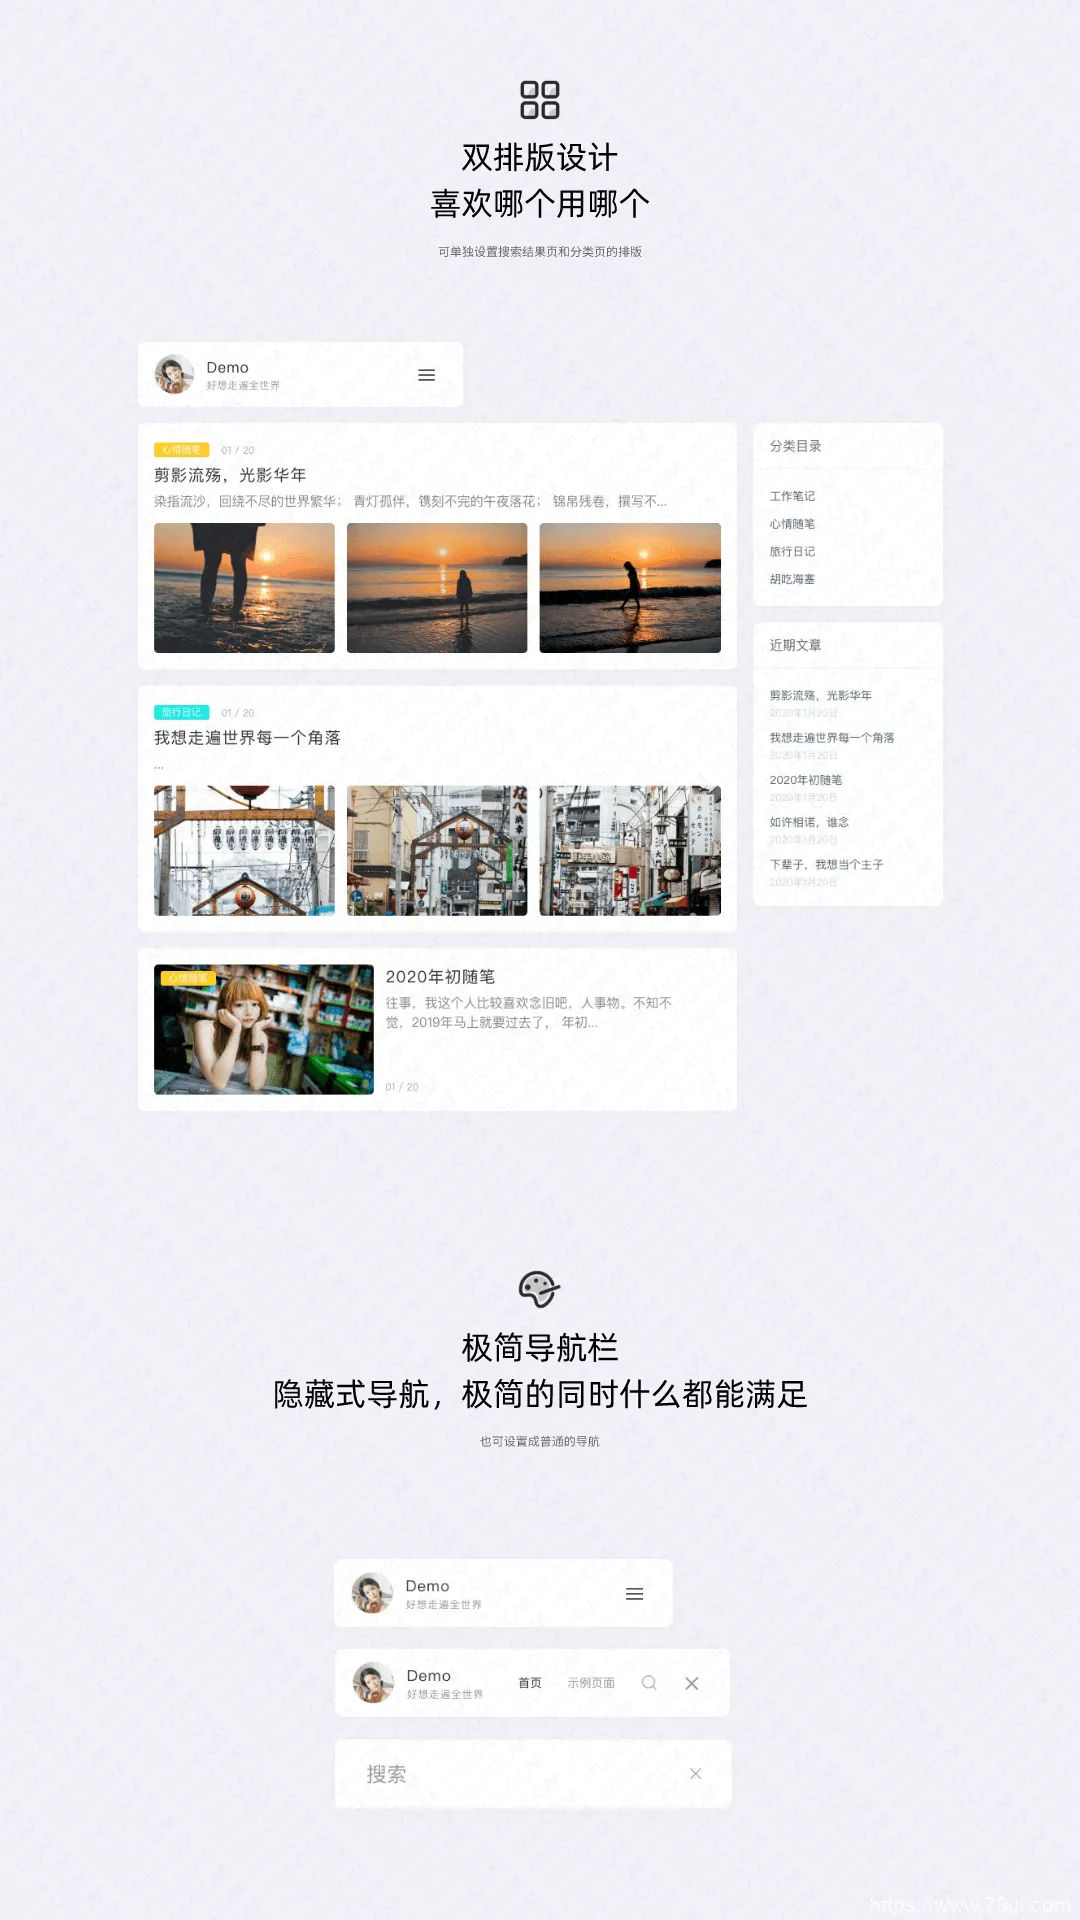 双排版设计
喜欢哪个用哪个
可单独设置搜索结果页和分类页的排版
Demo
好想走遍全世界
心情随笔 01 / 20
剪影流殇，光影华年
染指流沙，回绕不尽的世界繁华； 青灯孤伴，镌刻不完的午夜落花； 锦帛残卷，撰写不...
旅行日记 01 / 20
我想走遍世界每一个角落
...
心情随笔
2020年初随笔
往事，我这个人比较喜欢念旧吧，人事物。不知不
觉，2019年马上就要过去了， 年初...
01 / 20
分类目录
工作笔记
心情随笔
旅行日记
胡吃海塞
近期文章
剪影流殇，光影华年
2020年1月20日
我想走遍世界每一个角落
2020年1月20日
2020年初随笔
2020年1月20日
如许相诺，谁念
2020年1月20日
下辈子，我想当个王子
2020年1月20日
极简导航栏
隐藏式导航，极简的同时什么都能满足
也可设置成普通的导航
Demo
好想走遍全世界
Demo
好想走遍全世界
首页 示例页面
搜索
https://www.79ul.com